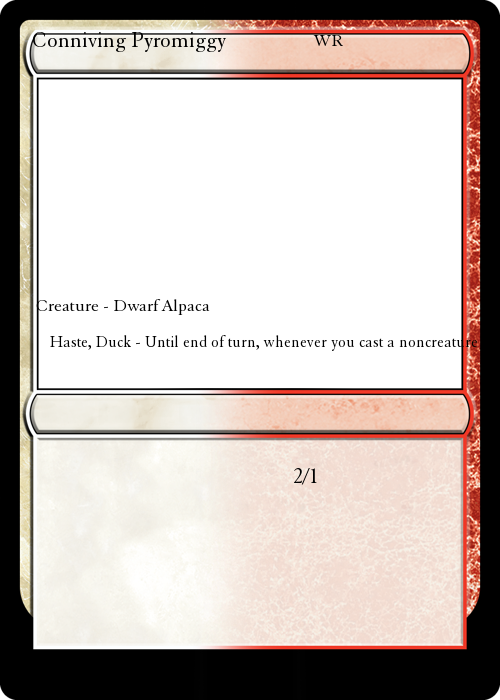 Conniving Pyromiggy WR
Creature - Dwarf Alpaca
Haste, Duck - Until end of turn, whenever you cast a noncreature
2/1